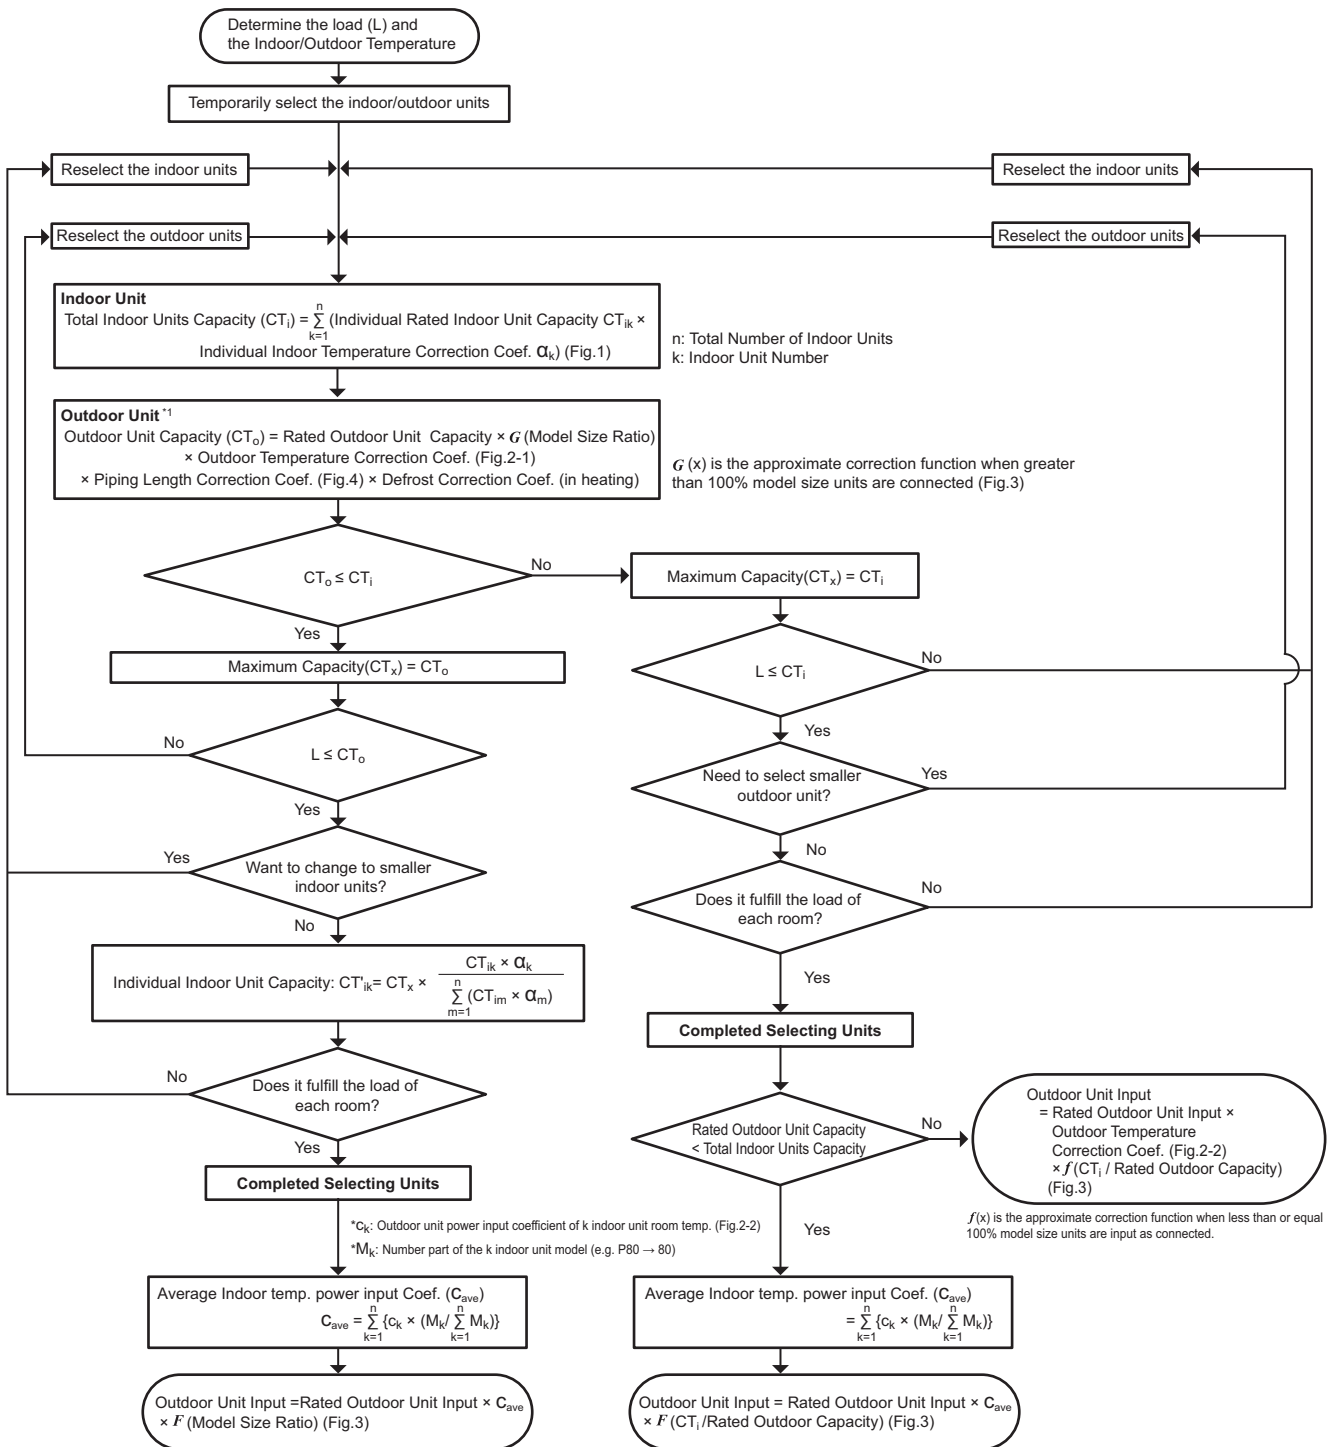 Determine the load (L) and
the Indoor/Outdoor Temperature
Temporarily select the indoor/outdoor units
Reselect the indoor units
Reselect the indoor units
Reselect the outdoor units
Reselect the outdoor units
Indoor Unit
Total Indoor Units Capacity (CTi) = n∑k=1 (Individual Rated Indoor Unit Capacity CTik ×
Individual Indoor Temperature Correction Coef. αk) (Fig.1)
n: Total Number of Indoor Units
k: Indoor Unit Number
Outdoor Unit *1
Outdoor Unit Capacity (CTo) = Rated Outdoor Unit Capacity × G (Model Size Ratio)
× Outdoor Temperature Correction Coef. (Fig.2-1)
× Piping Length Correction Coef. (Fig.4) × Defrost Correction Coef. (in heating)
G (x) is the approximate correction function when greater
than 100% model size units are connected (Fig.3)
CTo ≤ CTi
No
Maximum Capacity(CTx) = CTi
Yes
Maximum Capacity(CTx) = CTo
L ≤ CTi
No
Yes
L ≤ CTo
No
Yes
Need to select smaller
outdoor unit?
Yes
No
Want to change to smaller
indoor units?
Yes
No
Does it fulfill the load of
each room?
No
Yes
Individual Indoor Unit Capacity: CT'ik= CTx ×
CTik × αk
n∑m=1 (CTim × αm)
Completed Selecting Units
Does it fulfill the load of
each room?
No
Yes
Completed Selecting Units
Rated Outdoor Unit Capacity
< Total Indoor Units Capacity
No
Yes
Outdoor Unit Input
= Rated Outdoor Unit Input ×
Outdoor Temperature
Correction Coef. (Fig.2-2)
× f (CTi / Rated Outdoor Capacity)
(Fig.3)
f (x) is the approximate correction function when less than or equal
100% model size units are input as connected.
*ck: Outdoor unit power input coefficient of k indoor unit room temp. (Fig.2-2)
*Mk: Number part of the k indoor unit model (e.g. P80 → 80)
Average Indoor temp. power input Coef. (Cave)
Cave = n∑k=1 {ck × (Mk/ n∑k=1 Mk)}
Average Indoor temp. power input Coef. (Cave)
= n∑k=1 {ck × (Mk/ n∑k=1 Mk)}
Outdoor Unit Input =Rated Outdoor Unit Input × Cave
× F (Model Size Ratio) (Fig.3)
Outdoor Unit Input = Rated Outdoor Unit Input × Cave
× F (CTi /Rated Outdoor Capacity) (Fig.3)